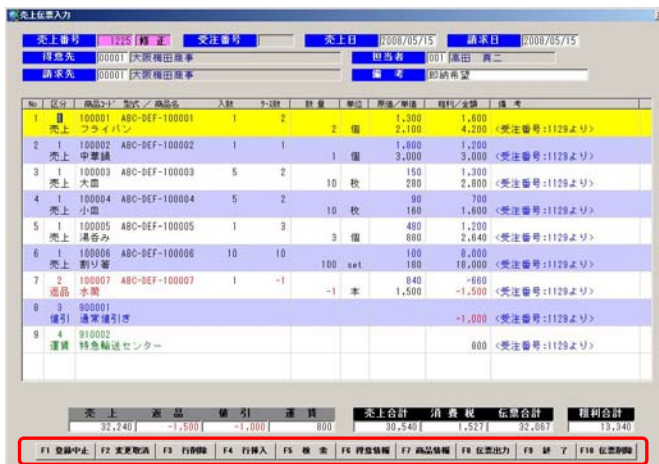 売上伝票入力
売上番号 1225 修正 受注番号 売上日 2008/05/15 請求日 2008/05/15
得意先 00001 大阪梅田商事 担当者 001 高田 真二
請求先 00001 大阪梅田商事 備考 即納希望
No 区分 商品コード 型式 / 商品名 入数 ケース数 数量 単位 原価/単価 粗利/金額 備考
1 1 100001 ABC-DEF-100001 1 2 1,300 1,600
売上 フライパン 2 個 2,100 4,200 <受注番号:1129より>
2 1 100002 ABC-DEF-100002 1 1 1,800 1,200
売上 中華鍋 1 個 3,000 3,000 <受注番号:1129より>
3 1 100003 ABC-DEF-100003 5 2 150 1,300
売上 大皿 10 枚 280 2,800 <受注番号:1129より>
4 1 100004 ABC-DEF-100004 5 2 90 700
売上 小皿 10 枚 160 1,600 <受注番号:1129より>
5 1 100005 ABC-DEF-100005 1 3 480 1,200
売上 湯呑み 3 個 880 2,640 <受注番号:1129より>
6 1 100006 ABC-DEF-100006 10 10 100 8,000
売上 割り箸 100 set 180 18,000 <受注番号:1129より>
7 2 100007 ABC-DEF-100007 1 -1 840 -660
返品 水筒 -1 本 1,500 -1,500 <受注番号:1129より>
8 3 900001
値引 通常値引き -1,000 <受注番号:1129より>
9 4 910002
運賃 特急輸送センター 800 <受注番号:1129より>
売上 返品 値引 運賃 売上合計 消費税 伝票合計 粗利合計
32,240 -1,500 -1,000 800 30,540 1,527 32,067 13,340
F1 登録中止 F2 変更取消 F3 行削除 F4 行挿入 F5 検索 F6 得意情報 F7 商品情報 F8 伝票出力 F9 終了 F10 伝票削除